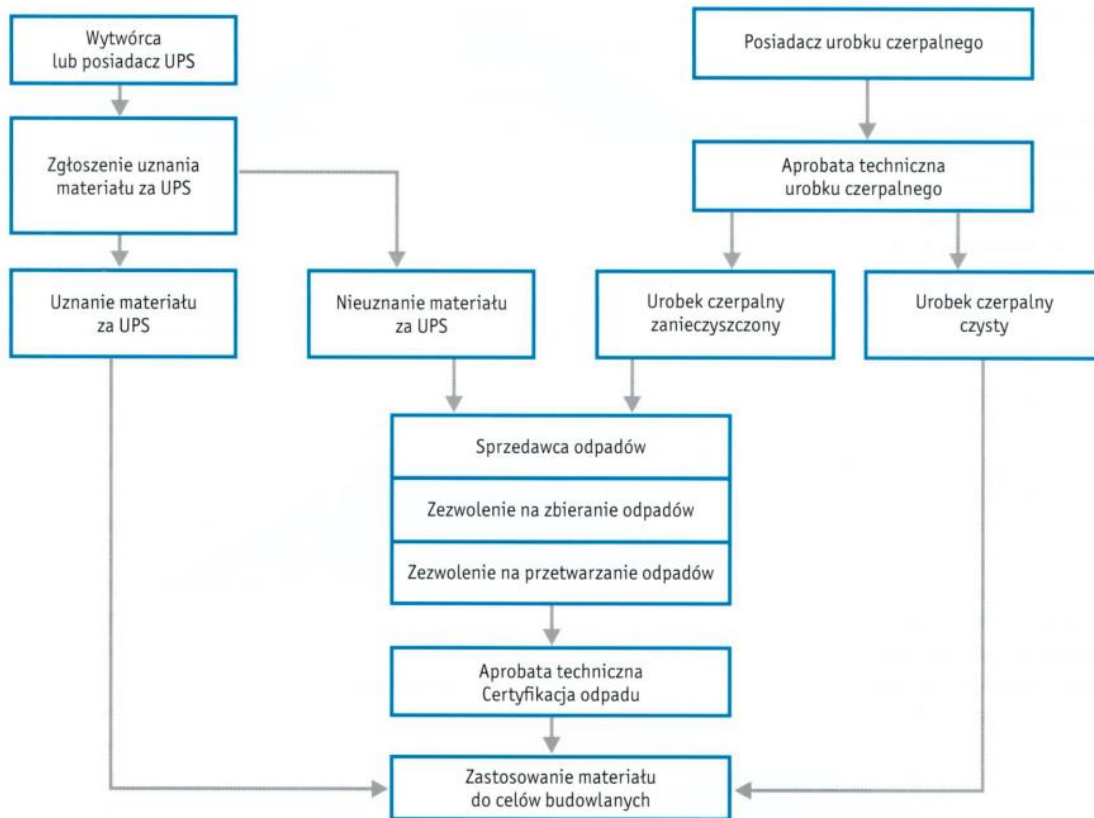 Wytwórca
lub posiadacz UPS
Posiadacz urobku czerpalnego
Zgłoszenie uznania
materiału za UPS
Aprobata techniczna
urobku czerpalnego
Uznanie materiału
za UPS
Nieuznanie materiału
za UPS
Urobek czerpalny
zanieczyszczony
Urobek czerpalny
czysty
Sprzedawca odpadów
Zezwolenie na zbieranie odpadów
Zezwolenie na przetwarzanie odpadów
Aprobata techniczna
Certyfikacja odpadu
Zastosowanie materiału
do celów budowlanych